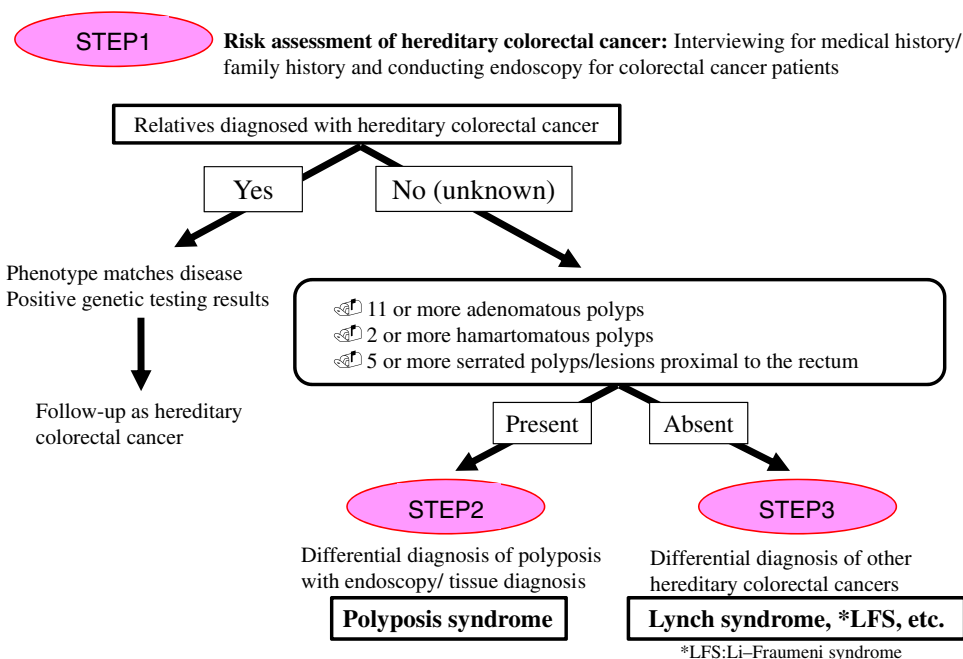 STEP1
Risk assessment of hereditary colorectal cancer: Interviewing for medical history/
family history and conducting endoscopy for colorectal cancer patients
Relatives diagnosed with hereditary colorectal cancer
Yes
No (unknown)
Phenotype matches disease
Positive genetic testing results
Follow-up as hereditary
colorectal cancer
11 or more adenomatous polyps
2 or more hamartomatous polyps
5 or more serrated polyps/lesions proximal to the rectum
Present
Absent
STEP2
Differential diagnosis of polyposis
with endoscopy/ tissue diagnosis
Polyposis syndrome
STEP3
Differential diagnosis of other
hereditary colorectal cancers
Lynch syndrome, *LFS, etc.
*LFS:Li–Fraumeni syndrome